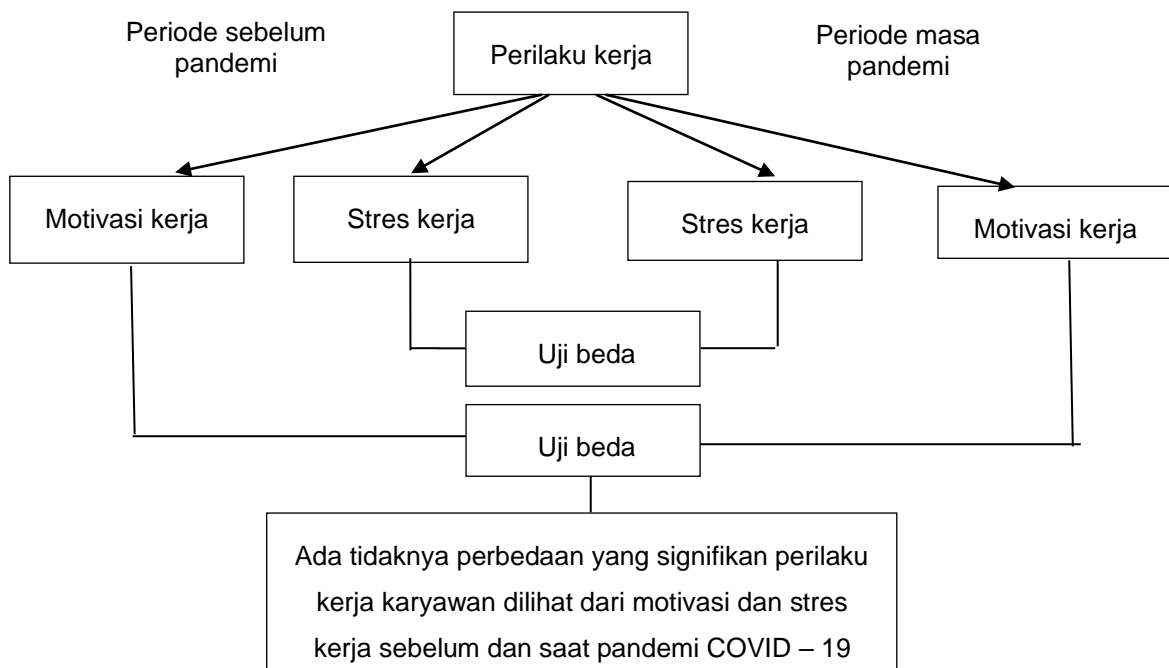 Periode sebelum
pandemi
Perilaku kerja
Periode masa
pandemi
Motivasi kerja
Stres kerja
Stres kerja
Motivasi kerja
Uji beda
Uji beda
Ada tidaknya perbedaan yang signifikan perilaku
kerja karyawan dilihat dari motivasi dan stres
kerja sebelum dan saat pandemi COVID – 19